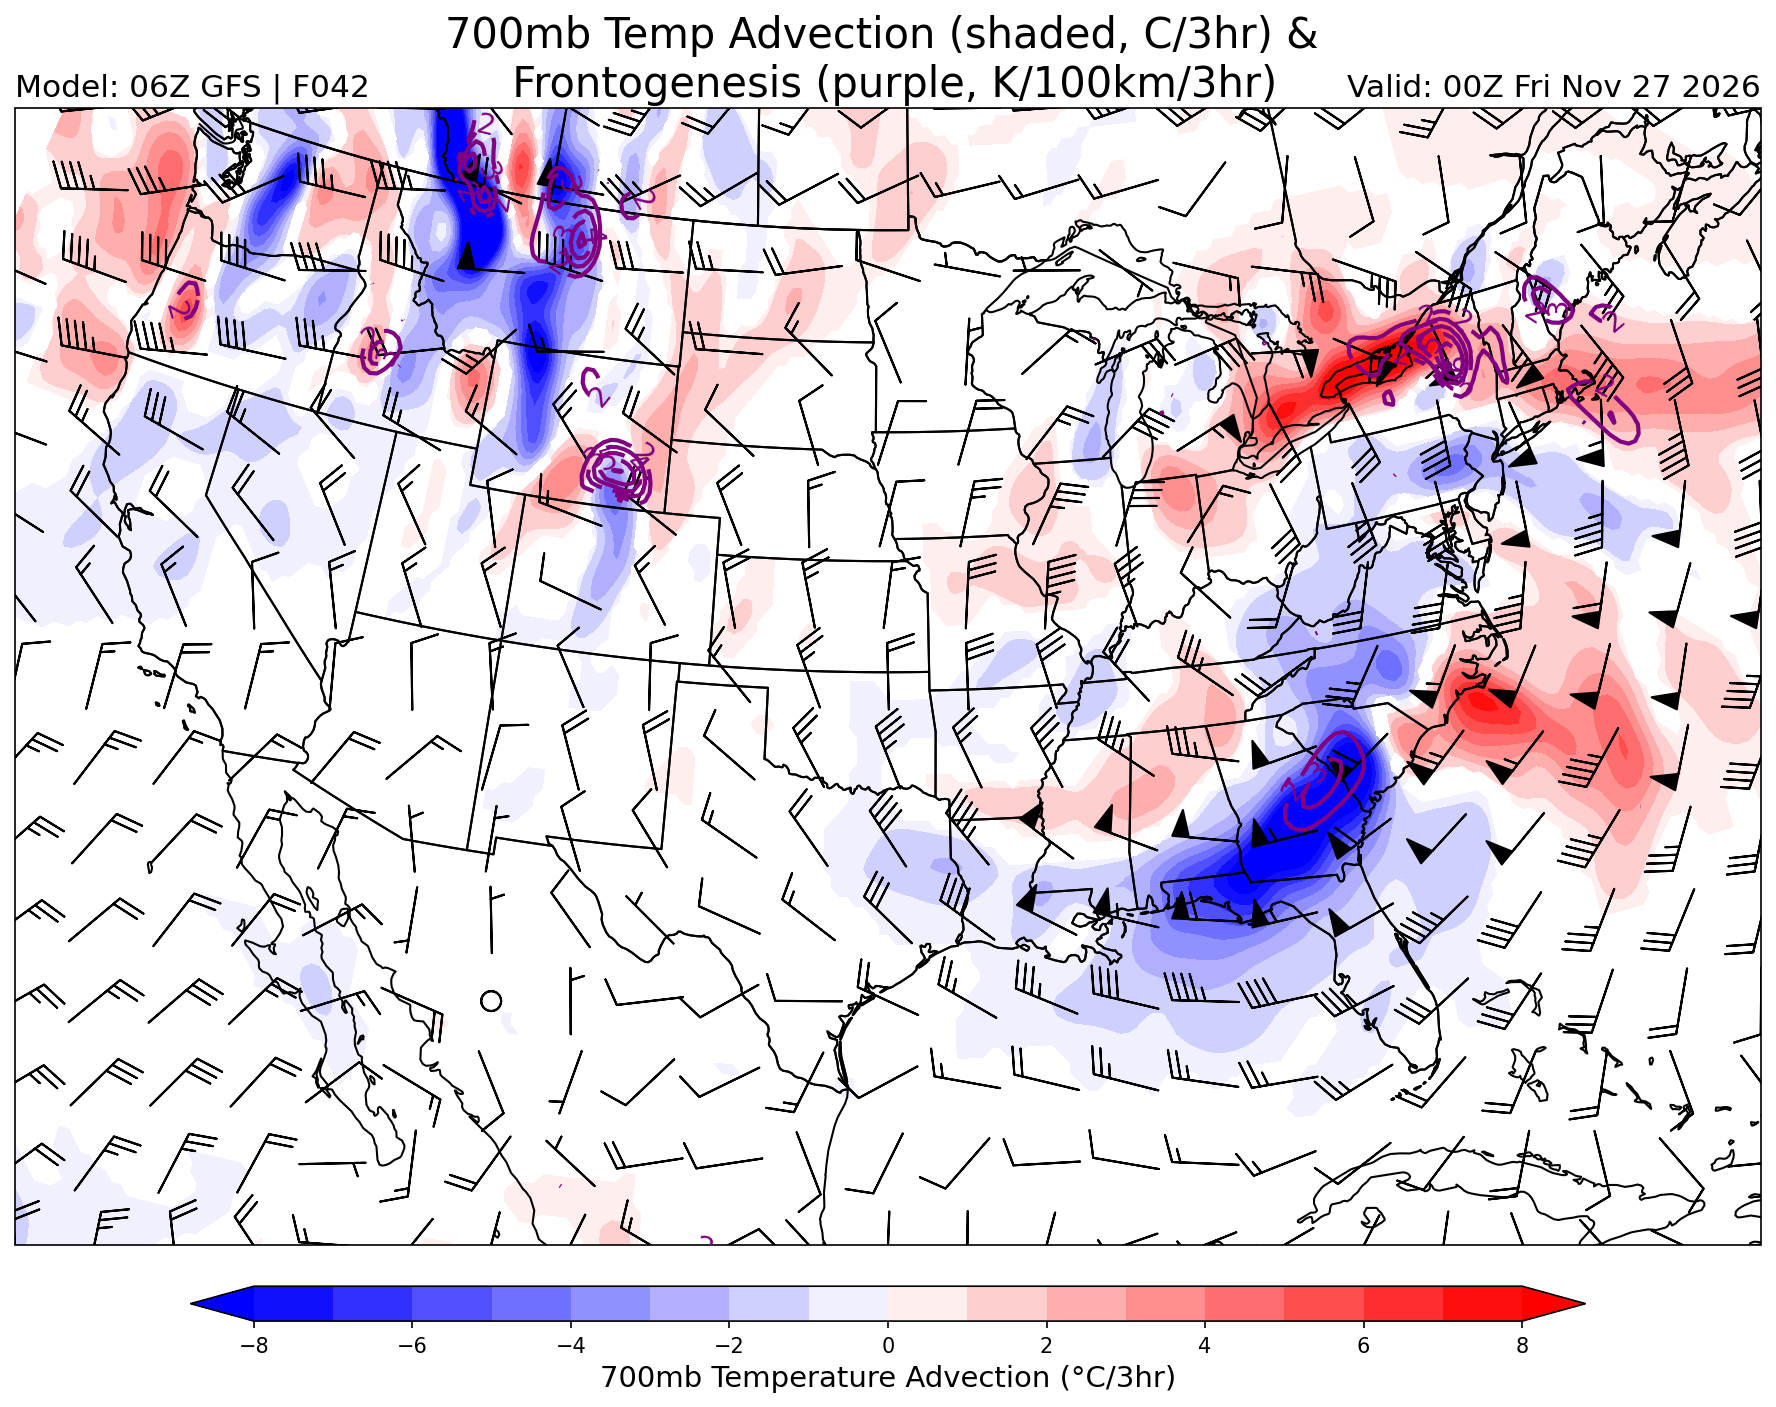 700mb Temp Advection (shaded, C/3hr) &
Model: 06Z GFS | F042
Frontogenesis (purple, K/100km/3hr)
Valid: 00Z Fri Nov 27 2026
−8 −6 −4 −2 0 2 4 6 8
700mb Temperature Advection (°C/3hr)